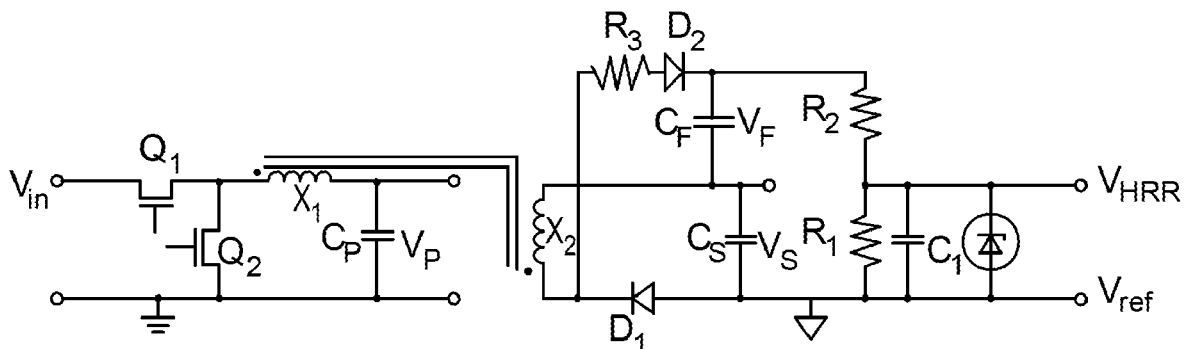 R3 D2
CF VF R2
Q1
Vin X1 X2 VHRR
Q2 CP VP CS VS R1 C1
D1 Vref